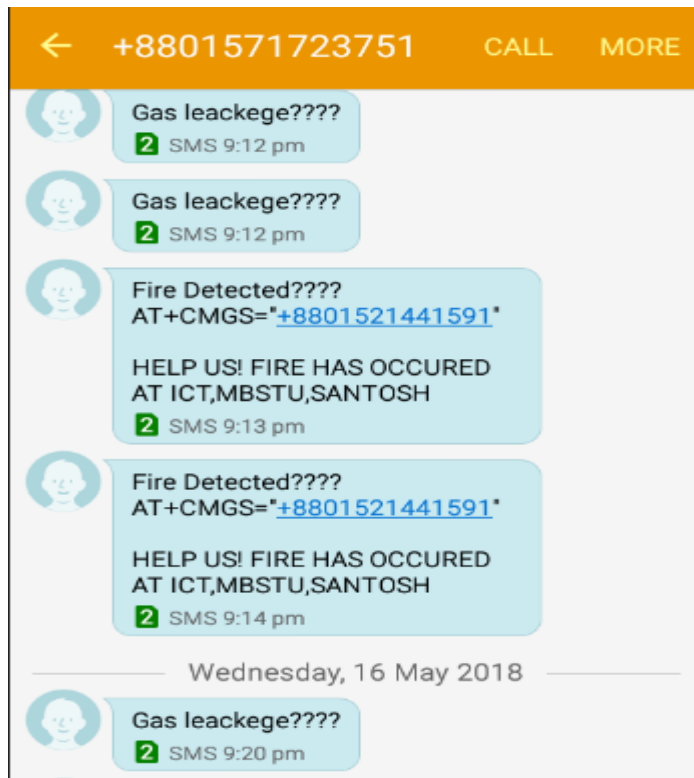 +8801571723751 CALL MORE
Gas leackege????
2 SMS 9:12 pm
Gas leackege????
2 SMS 9:12 pm
Fire Detected????
AT+CMGS="+8801521441591"
HELP US! FIRE HAS OCCURED
AT ICT,MBSTU,SANTOSH
2 SMS 9:13 pm
Fire Detected????
AT+CMGS="+8801521441591"
HELP US! FIRE HAS OCCURED
AT ICT,MBSTU,SANTOSH
2 SMS 9:14 pm
Wednesday, 16 May 2018
Gas leackege????
2 SMS 9:20 pm